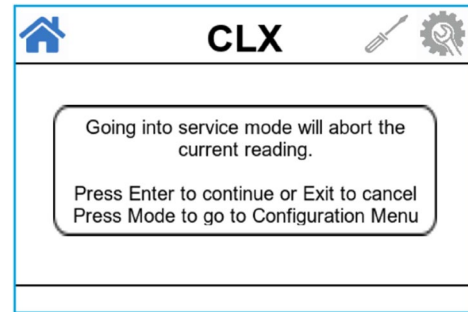 CLX
Going into service mode will abort the
current reading.
Press Enter to continue or Exit to cancel
Press Mode to go to Configuration Menu